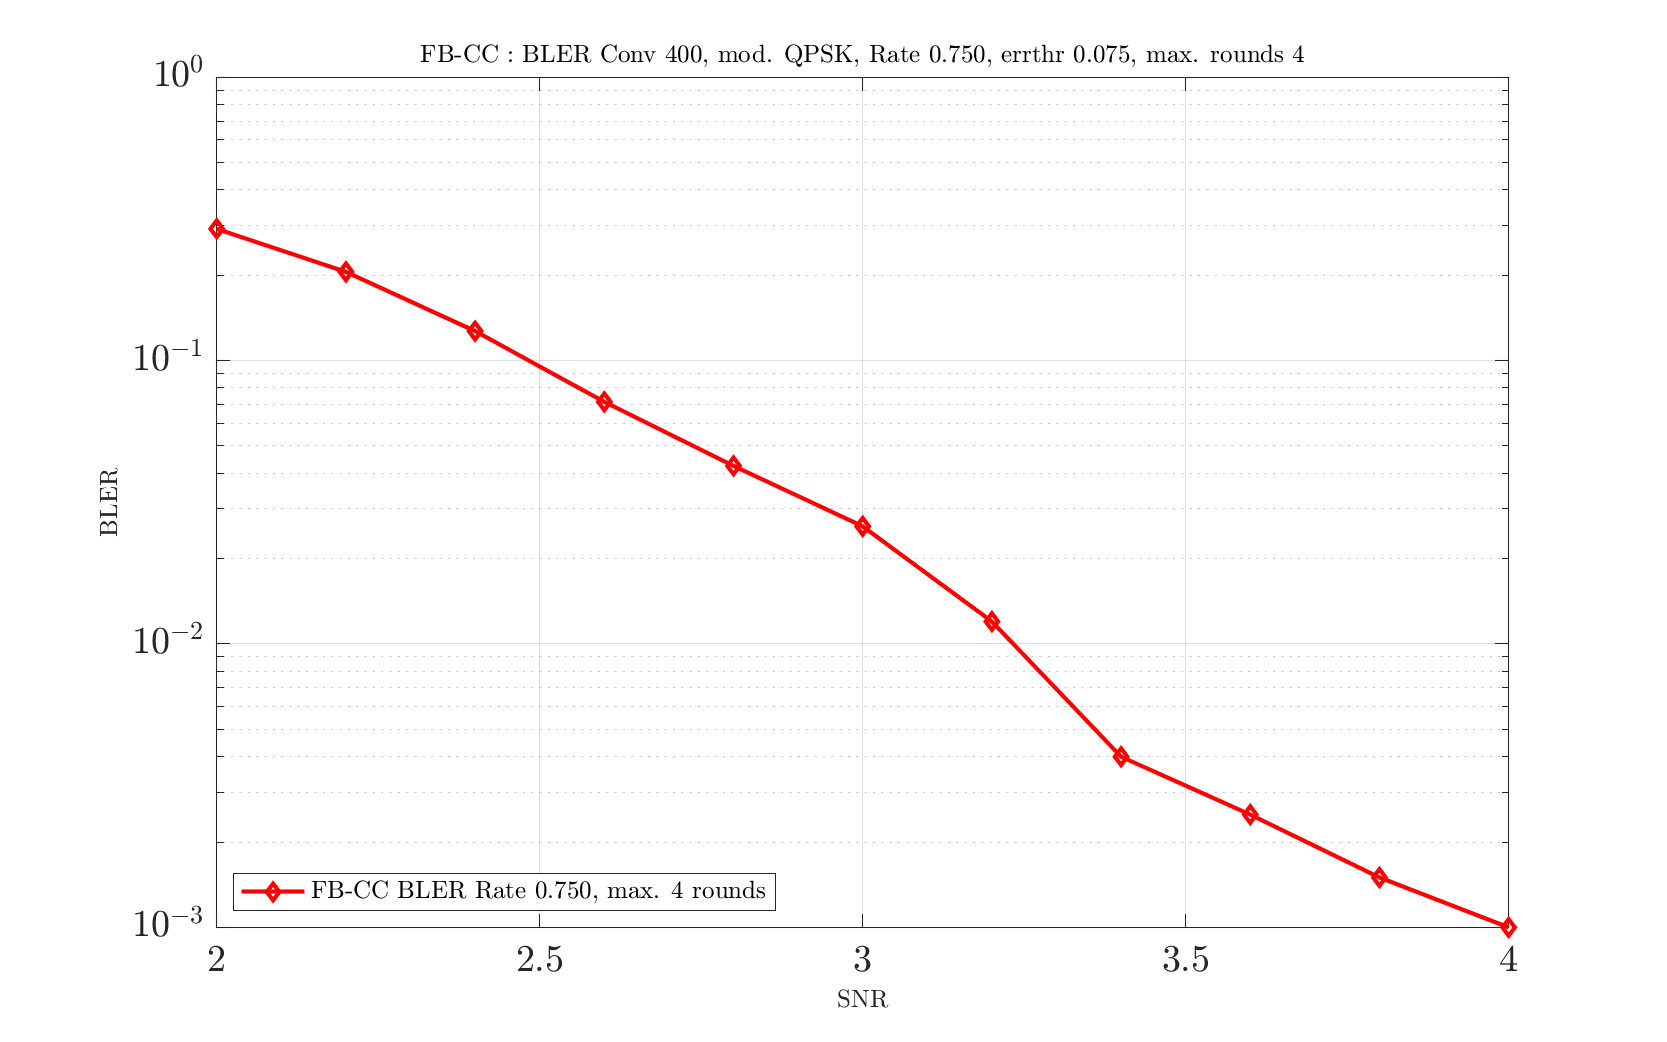 FB-CC : BLER Conv 400, mod. QPSK, Rate 0.750, errthr 0.075, max. rounds 4
10⁰
10⁻¹
10⁻²
10⁻³
BLER
FB-CC BLER Rate 0.750, max. 4 rounds
2 2.5 3 3.5 4
SNR